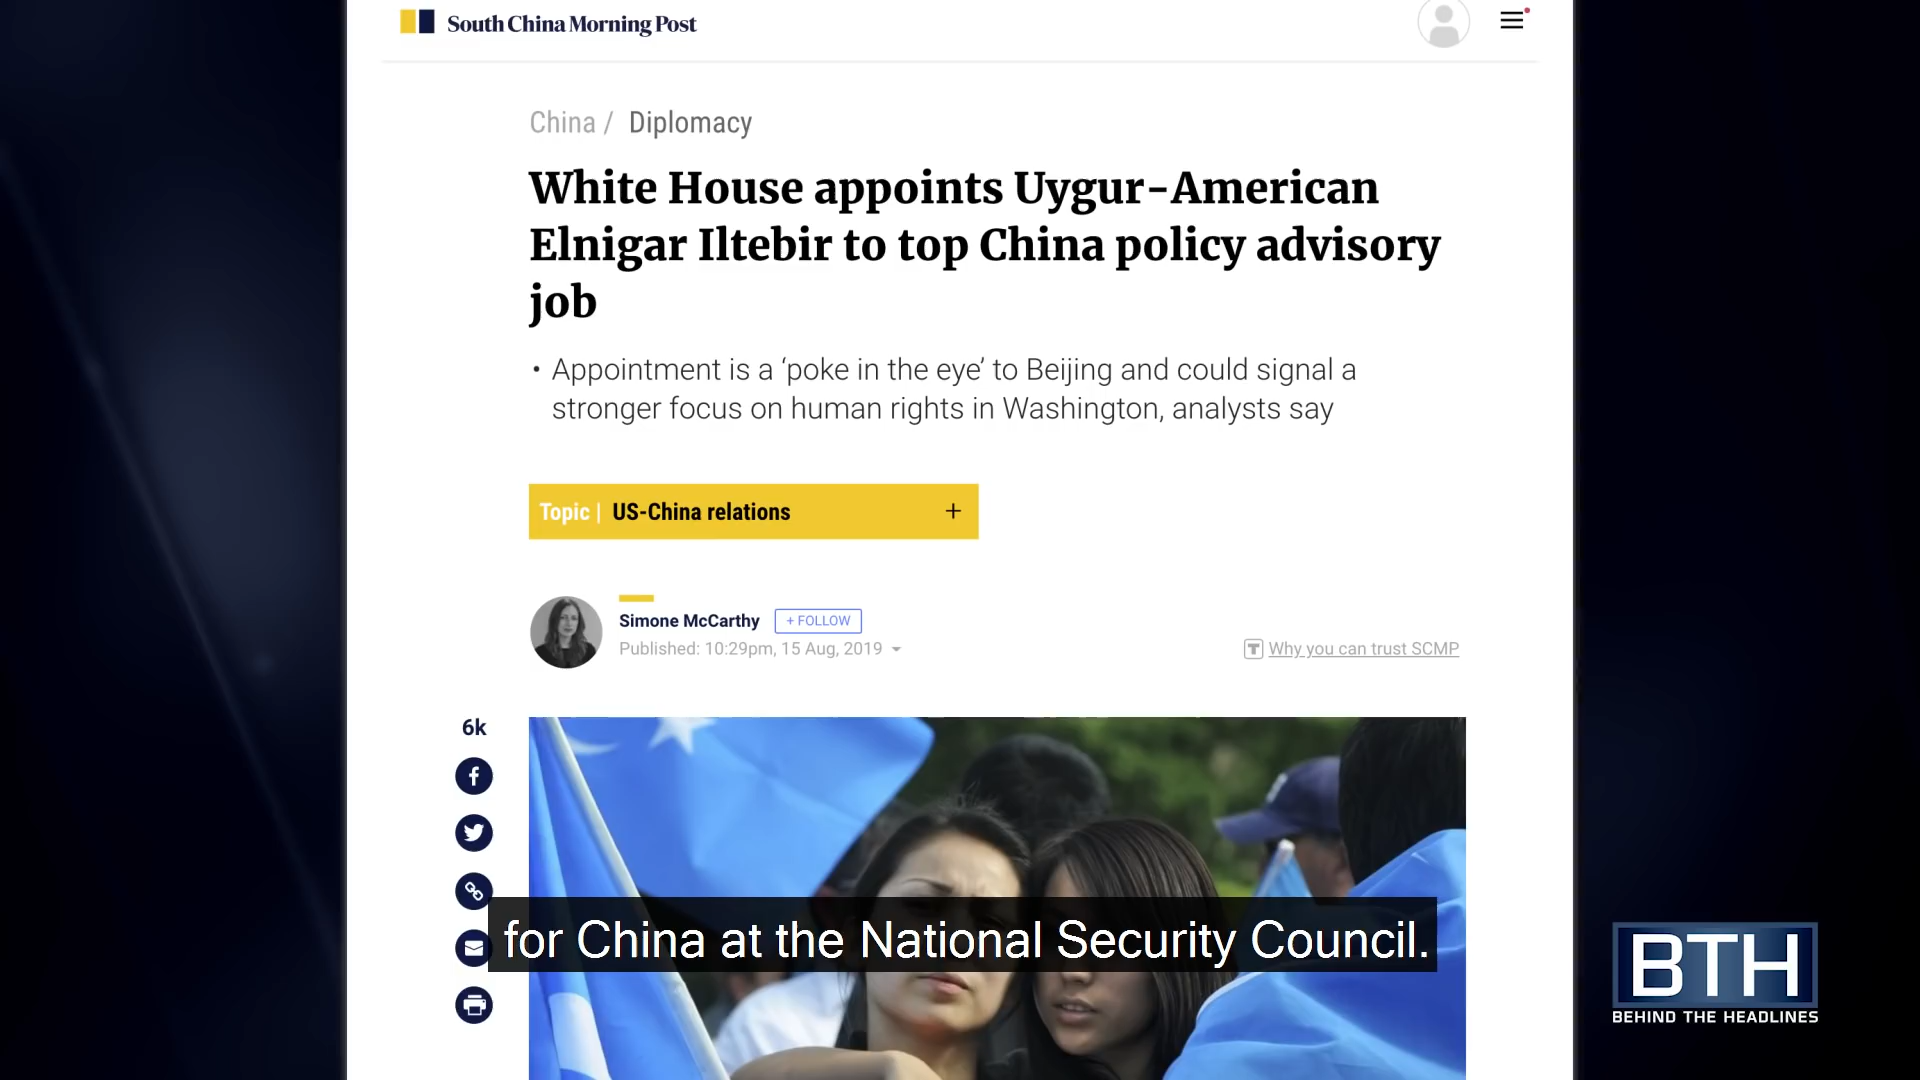 South China Morning Post
China / Diplomacy
White House appoints Uygur-American
Elnigar Iltebir to top China policy advisory
job
• Appointment is a ‘poke in the eye’ to Beijing and could signal a
stronger focus on human rights in Washington, analysts say
Topic | US-China relations +
Simone McCarthy + FOLLOW
Published: 10:29pm, 15 Aug, 2019
T Why you can trust SCMP
6k
for China at the National Security Council.
BTH
BEHIND THE HEADLINES